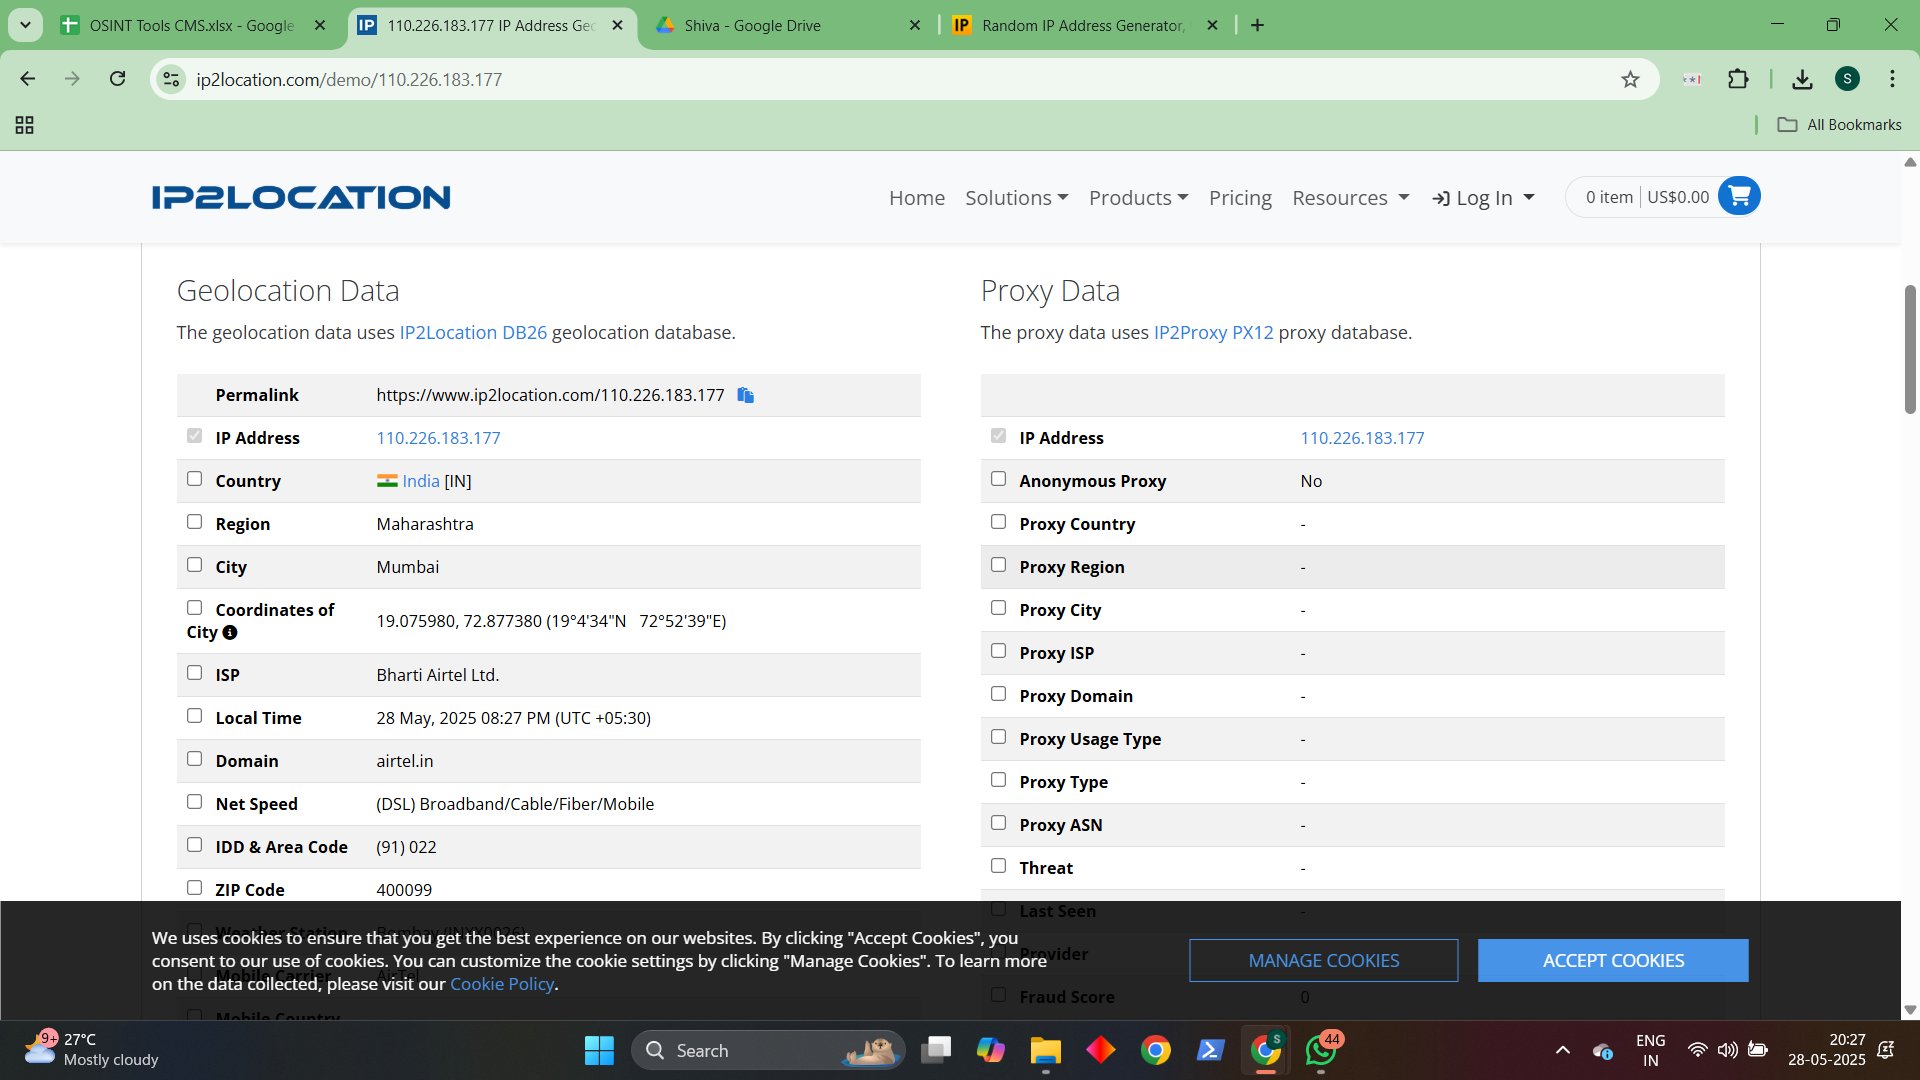 OSINT Tools CMS.xlsx - Google
110.226.183.177 IP Address Geo
Shiva - Google Drive
IP Random IP Address Generator,
ip2location.com/demo/110.226.183.177
S
All Bookmarks
IP2LOCATION
Home Solutions Products Pricing Resources Log In 0 item US$0.00
Geolocation Data
The geolocation data uses IP2Location DB26 geolocation database.
Permalink https://www.ip2location.com/110.226.183.177
IP Address 110.226.183.177
Country India [IN]
Region Maharashtra
City Mumbai
Coordinates of
City 19.075980, 72.877380 (19°4'34"N 72°52'39"E)
ISP Bharti Airtel Ltd.
Local Time 28 May, 2025 08:27 PM (UTC +05:30)
Domain airtel.in
Net Speed (DSL) Broadband/Cable/Fiber/Mobile
IDD & Area Code (91) 022
ZIP Code 400099
Weather Station
Mobile Carrier AirTel
Mobile Country
Proxy Data
The proxy data uses IP2Proxy PX12 proxy database.
IP Address 110.226.183.177
Anonymous Proxy No
Proxy Country -
Proxy Region -
Proxy City -
Proxy ISP -
Proxy Domain -
Proxy Usage Type -
Proxy Type -
Proxy ASN -
Threat -
Last Seen -
Provider
Fraud Score 0
We uses cookies to ensure that you get the best experience on our websites. By clicking "Accept Cookies", you
consent to our use of cookies. You can customize the cookie settings by clicking "Manage Cookies". To learn more
on the data collected, please visit our Cookie Policy.
MANAGE COOKIES
ACCEPT COOKIES
9+ 27°C
Mostly cloudy
Search
S
44
ENG
IN
20:27
28-05-2025